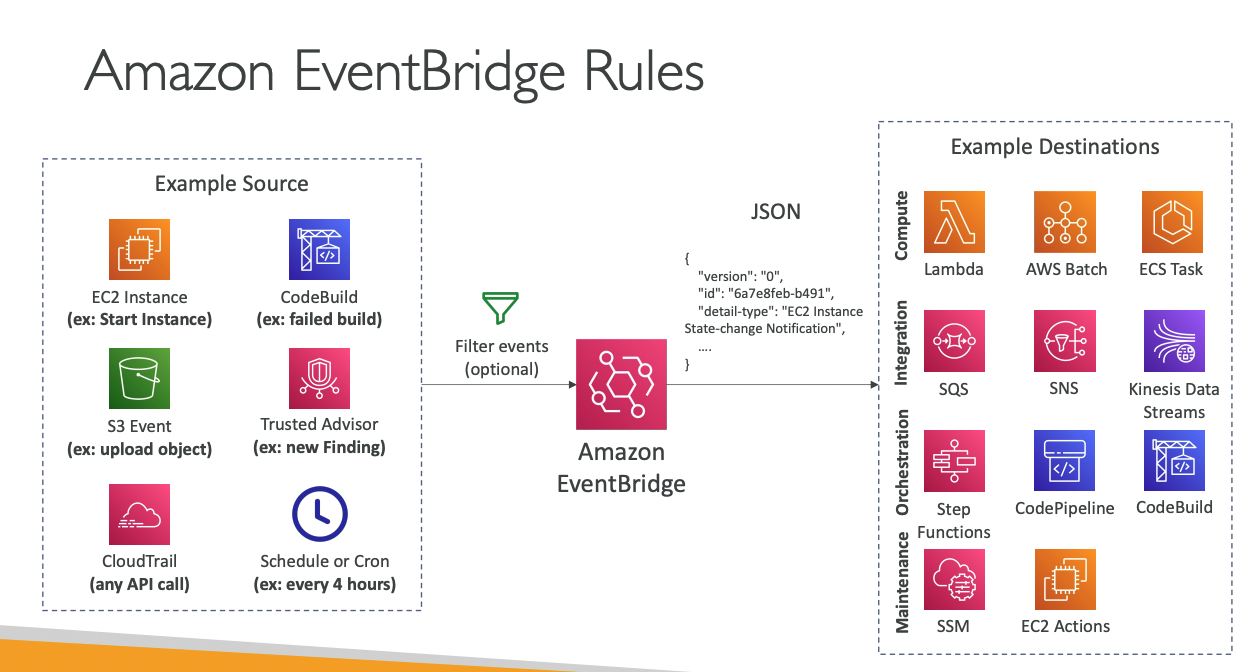 Amazon EventBridge Rules
Example Source
EC2 Instance
(ex: Start Instance)
CodeBuild
(ex: failed build)
S3 Event
(ex: upload object)
Trusted Advisor
(ex: new Finding)
CloudTrail
(any API call)
Schedule or Cron
(ex: every 4 hours)
Filter events
(optional)
Amazon
EventBridge
JSON
{
"version": "0",
"id": "6a7e8feb-b491",
"detail-type": "EC2 Instance
State-change Notification",
....
}
Example Destinations
Compute
Lambda
AWS Batch
ECS Task
Integration
SQS
SNS
Kinesis Data
Streams
Orchestration
Step
Functions
CodePipeline
CodeBuild
Maintenance
SSM
EC2 Actions